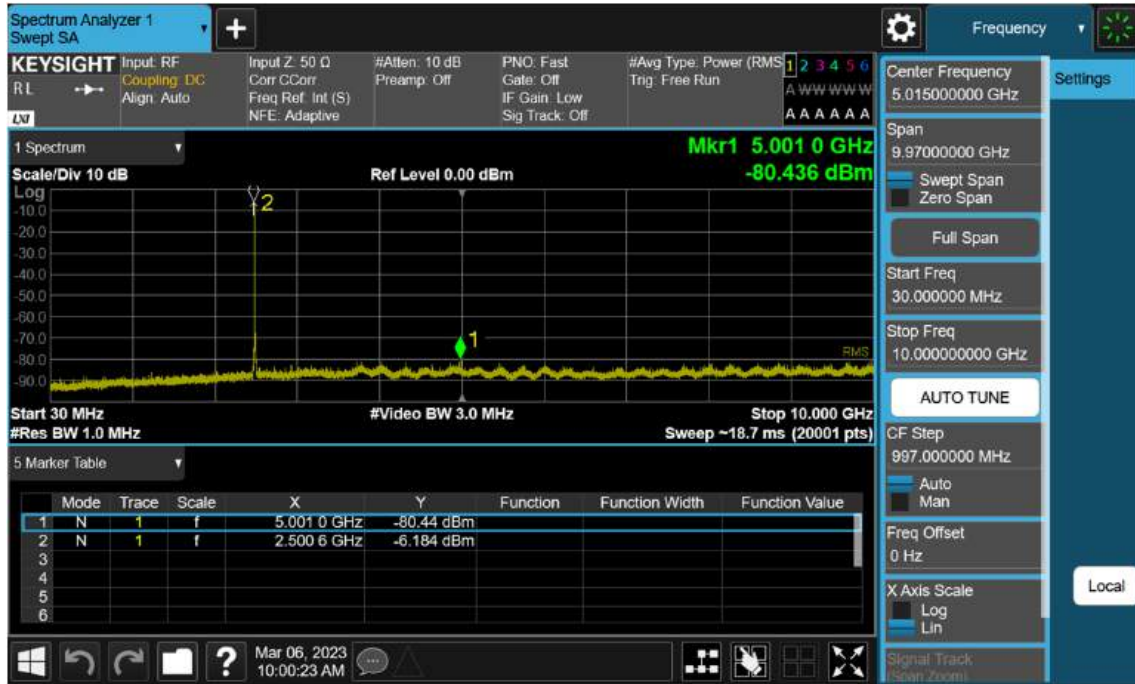 Spectrum Analyzer 1
Swept SA
+
Frequency
KEYSIGHT
R L
LXI
Input: RF
Coupling: DC
Align: Auto
Input Z: 50 Ω
Corr CCorr
Freq Ref: Int (S)
NFE: Adaptive
#Atten: 10 dB
Preamp: Off
PNO: Fast
Gate: Off
IF Gain: Low
Sig Track: Off
#Avg Type: Power (RMS
Trig: Free Run
1 2 3 4 5 6
A W W W W W
A A A A A A
Center Frequency
5.015000000 GHz
Settings
Span
9.97000000 GHz
Swept Span
Zero Span
Full Span
Start Freq
30.000000 MHz
Stop Freq
10.000000000 GHz
AUTO TUNE
CF Step
997.000000 MHz
Auto
Man
Freq Offset
0 Hz
X Axis Scale
Log
Lin
Signal Track
(Span Zoom)
Local
1 Spectrum
Mkr1 5.001 0 GHz
-80.436 dBm
Scale/Div 10 dB
Ref Level 0.00 dBm
Log
-10.0
-20.0
-30.0
-40.0
-50.0
-60.0
-70.0
-80.0
-90.0
2
1
RMS
Start 30 MHz
#Video BW 3.0 MHz
Stop 10.000 GHz
#Res BW 1.0 MHz
Sweep ~18.7 ms (20001 pts)
5 Marker Table
Mode Trace Scale X Y Function Function Width Function Value
1 N 1 f 5.001 0 GHz -80.44 dBm
2 N 1 f 2.500 6 GHz -6.184 dBm
3
4
5
6
?
Mar 06, 2023
10:00:23 AM